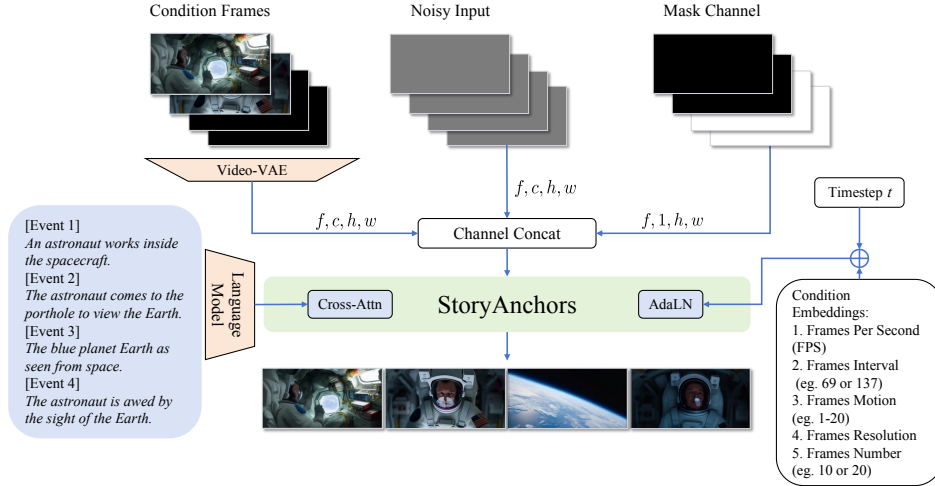 Condition Frames
Noisy Input
Mask Channel
Video-VAE
f, c, h, w
f, c, h, w
f, 1, h, w
Channel Concat
Timestep t
[Event 1]
An astronaut works inside
the spacecraft.
[Event 2]
The astronaut comes to the
porthole to view the Earth.
[Event 3]
The blue planet Earth as
seen from space.
[Event 4]
The astronaut is awed by
the sight of the Earth.
Language
Model
Cross-Attn
StoryAnchors
AdaLN
Condition
Embeddings:
1. Frames Per Second
(FPS)
2. Frames Interval
(eg. 69 or 137)
3. Frames Motion
(eg. 1-20)
4. Frames Resolution
5. Frames Number
(eg. 10 or 20)